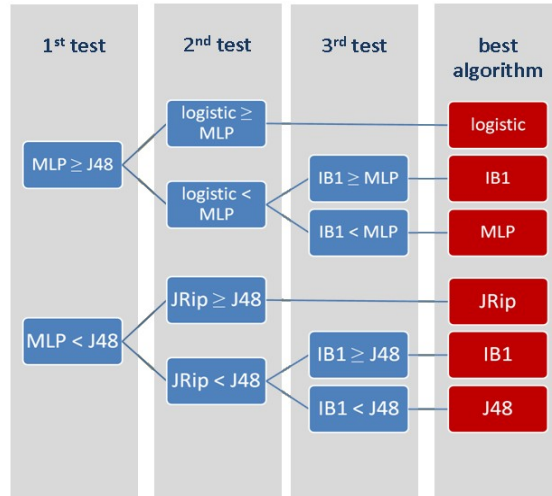 1st test 2nd test 3rd test best
algorithm
logistic ≥
MLP
logistic
MLP ≥ J48
IB1 ≥ MLP
IB1
logistic <
MLP
IB1 < MLP
MLP
JRip ≥ J48
JRip
MLP < J48
IB1 ≥ J48
IB1
JRip < J48
IB1 < J48
J48